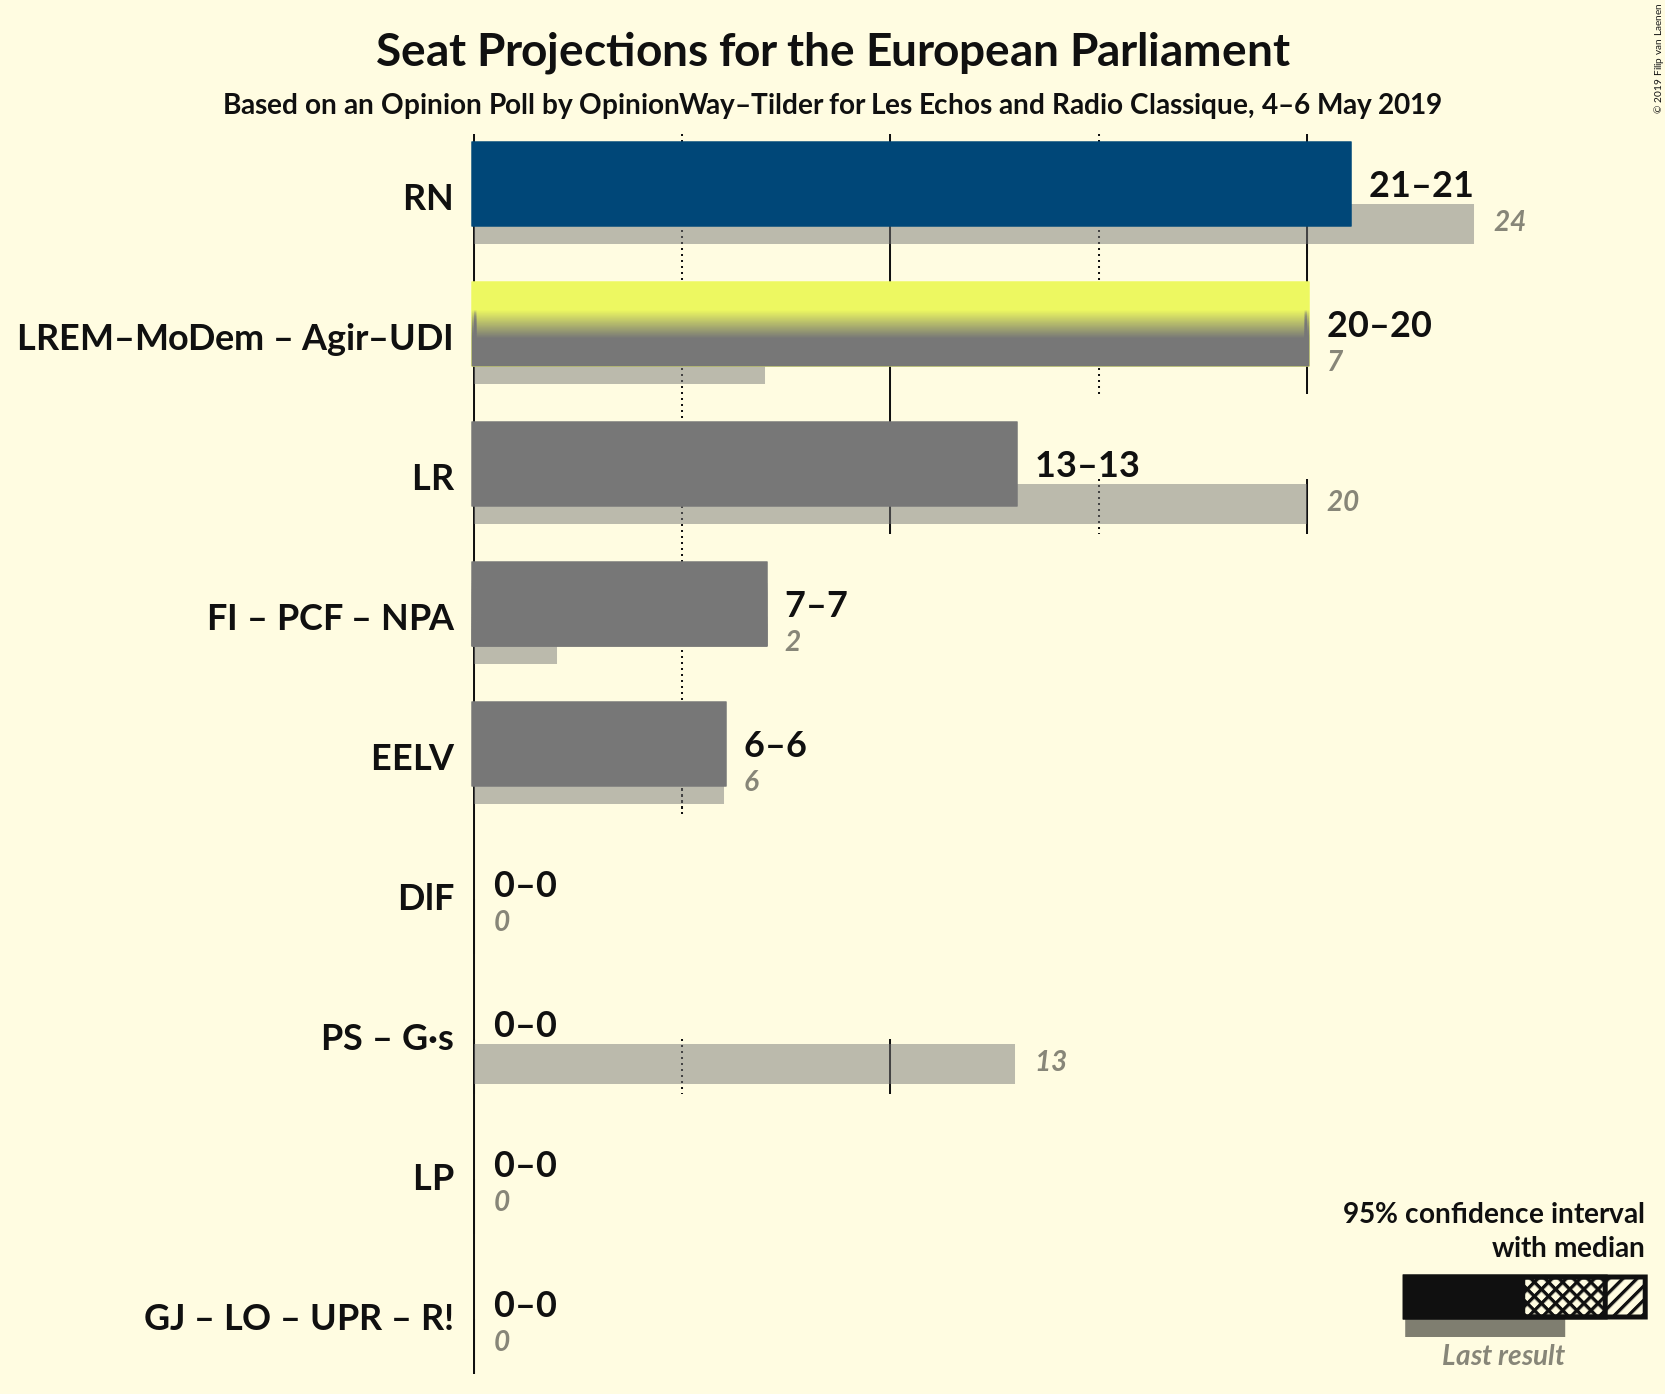 Seat Projections for the European Parliament
Based on an Opinion Poll by OpinionWay–Tilder for Les Echos and Radio Classique, 4–6 May 2019
© 2019 Filip van Laenen
RN
21–21
24
LREM–MoDem – Agir–UDI
20–20
7
LR
13–13
20
FI – PCF – NPA
7–7
2
EELV
6–6
6
DlF
0–0
0
PS – G·s
0–0
13
LP
0–0
0
GJ – LO – UPR – R!
0–0
0
95% confidence interval
with median
Last result